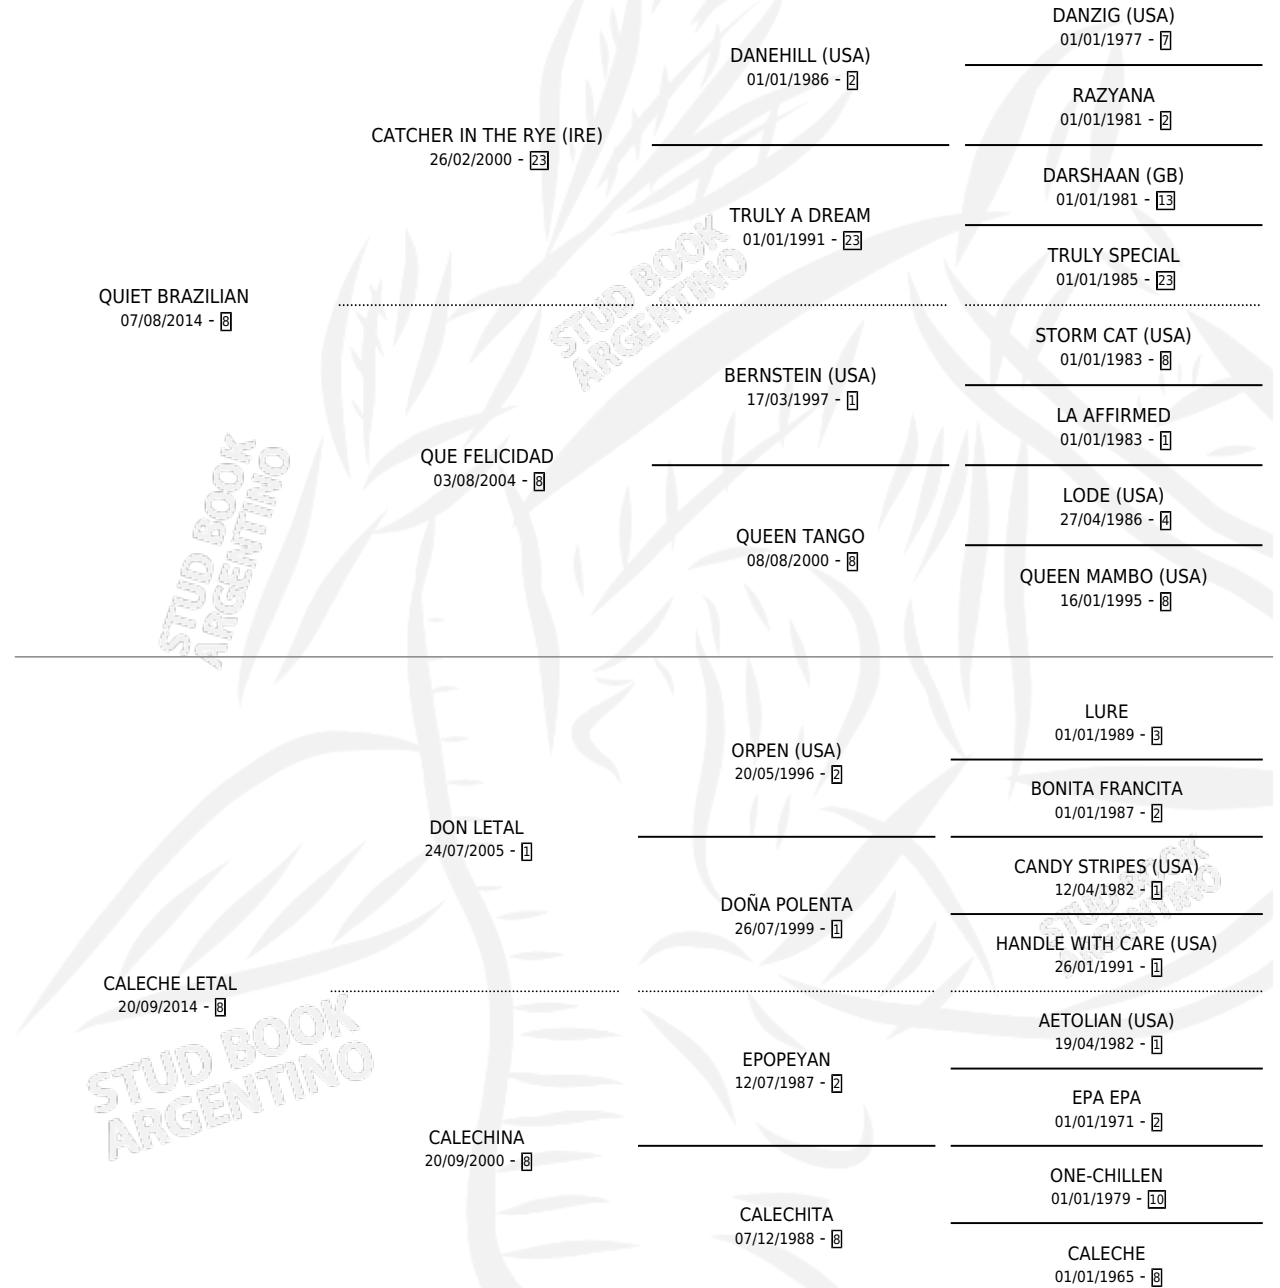 DANZIG (USA)
01/01/1977 - 7
DANEHILL (USA)
01/01/1986 - 2
RAZYANA
01/01/1981 - 2
CATCHER IN THE RYE (IRE)
26/02/2000 - 23
DARSHAAN (GB)
01/01/1981 - 13
TRULY A DREAM
01/01/1991 - 23
TRULY SPECIAL
01/01/1985 - 23
QUIET BRAZILIAN
07/08/2014 - 8
STORM CAT (USA)
01/01/1983 - 8
BERNSTEIN (USA)
17/03/1997 - 1
LA AFFIRMED
01/01/1983 - 1
QUE FELICIDAD
03/08/2004 - 8
LODE (USA)
27/04/1986 - 4
QUEEN TANGO
08/08/2000 - 8
QUEEN MAMBO (USA)
16/01/1995 - 8
STUD BOOK
ARGENTINO
STUD BOOK
ARGENTINO
LURE
01/01/1989 - 3
ORPEN (USA)
20/05/1996 - 2
BONITA FRANCITA
01/01/1987 - 2
DON LETAL
24/07/2005 - 1
CANDY STRIPES (USA)
12/04/1982 - 1
DOÑA POLENTA
26/07/1999 - 1
HANDLE WITH CARE (USA)
26/01/1991 - 1
CALECHE LETAL
20/09/2014 - 8
AETOLIAN (USA)
19/04/1982 - 1
EPOPEYAN
12/07/1987 - 2
EPA EPA
01/01/1971 - 2
CALECHINA
20/09/2000 - 8
ONE-CHILLEN
01/01/1979 - 10
CALECHITA
07/12/1988 - 8
CALECHE
01/01/1965 - 8
STUD BOOK
ARGENTINO
STUD BOOK
ARGENTINO